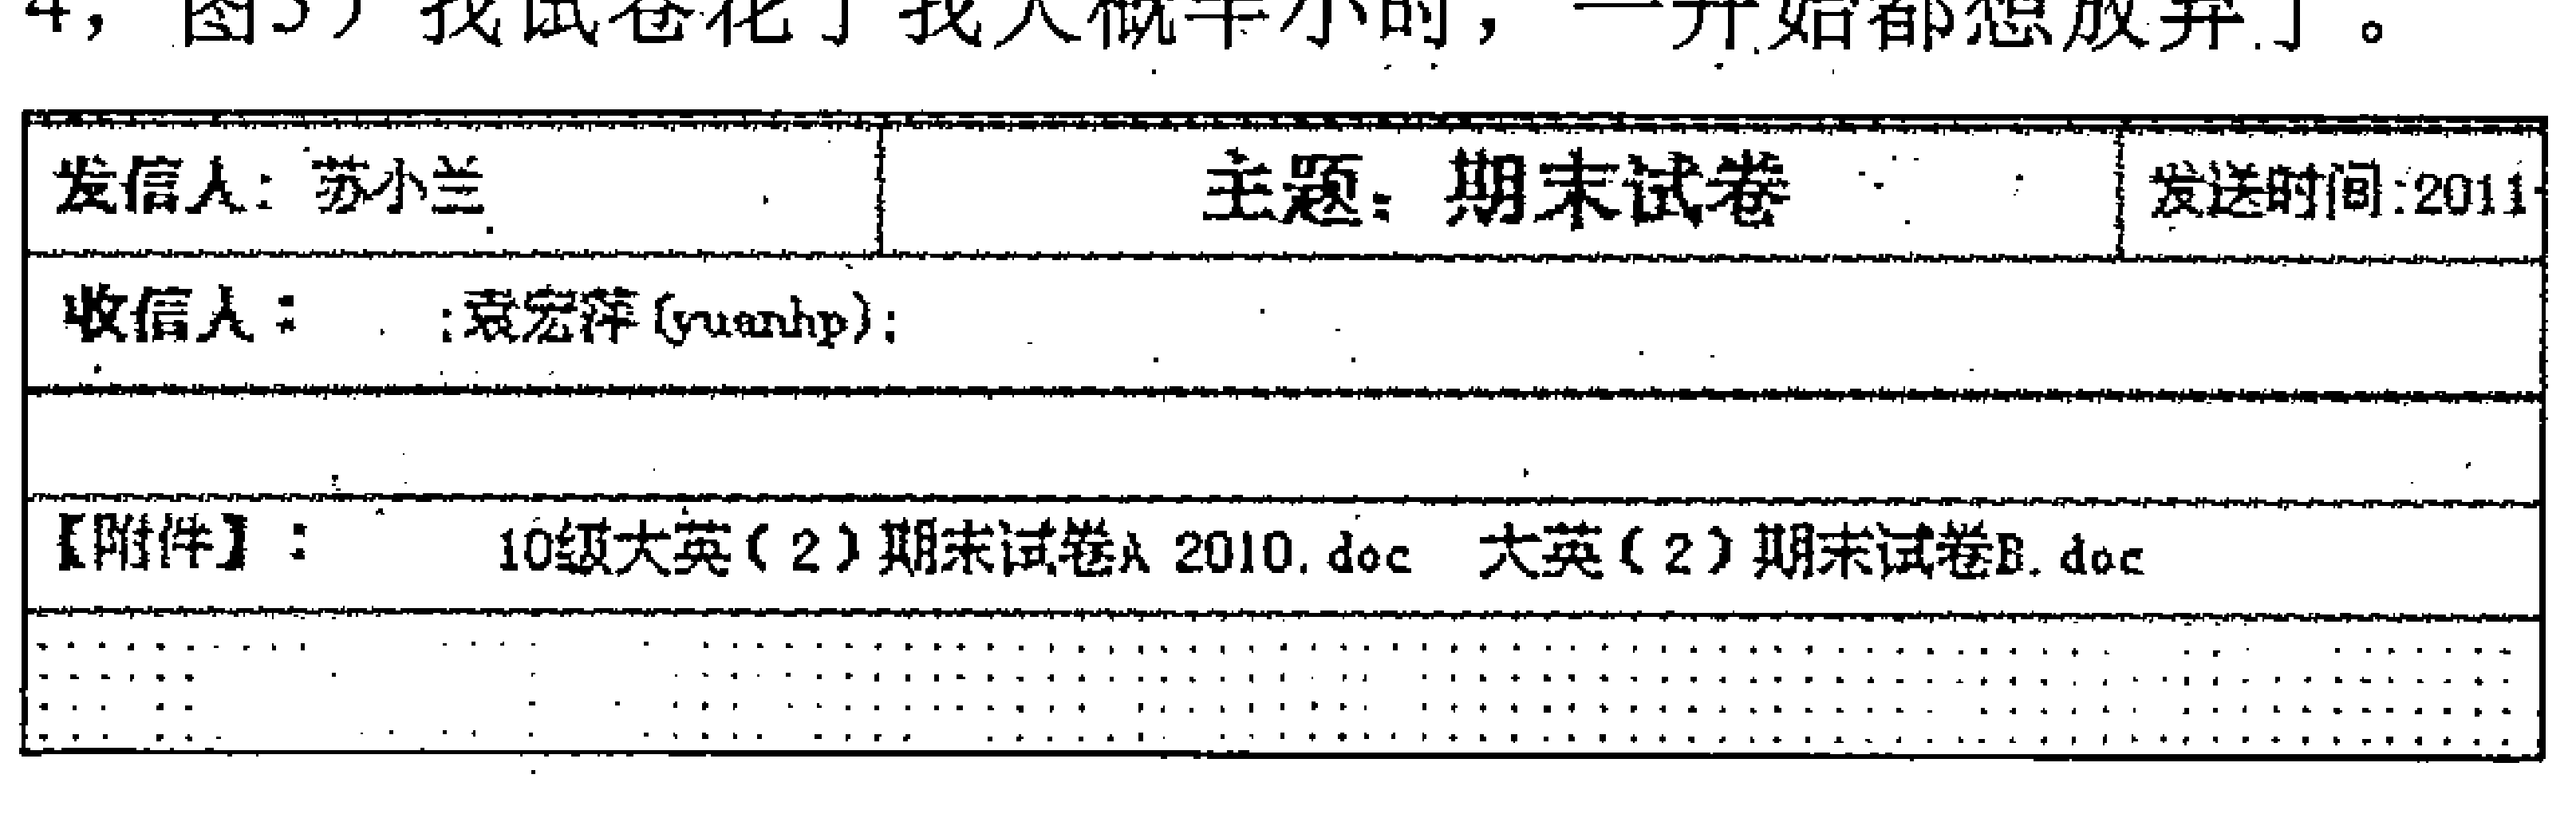 4，图5）找试卷花了我大概半小时，一开始都想放弃了。
发信人：苏小兰 主题：期末试卷 发送时间:2011-
收信人： :袁宏萍(yuanhp);
【附件】： 10级大英(2)期末试卷A 2010.doc 大英(2)期末试卷B.doc